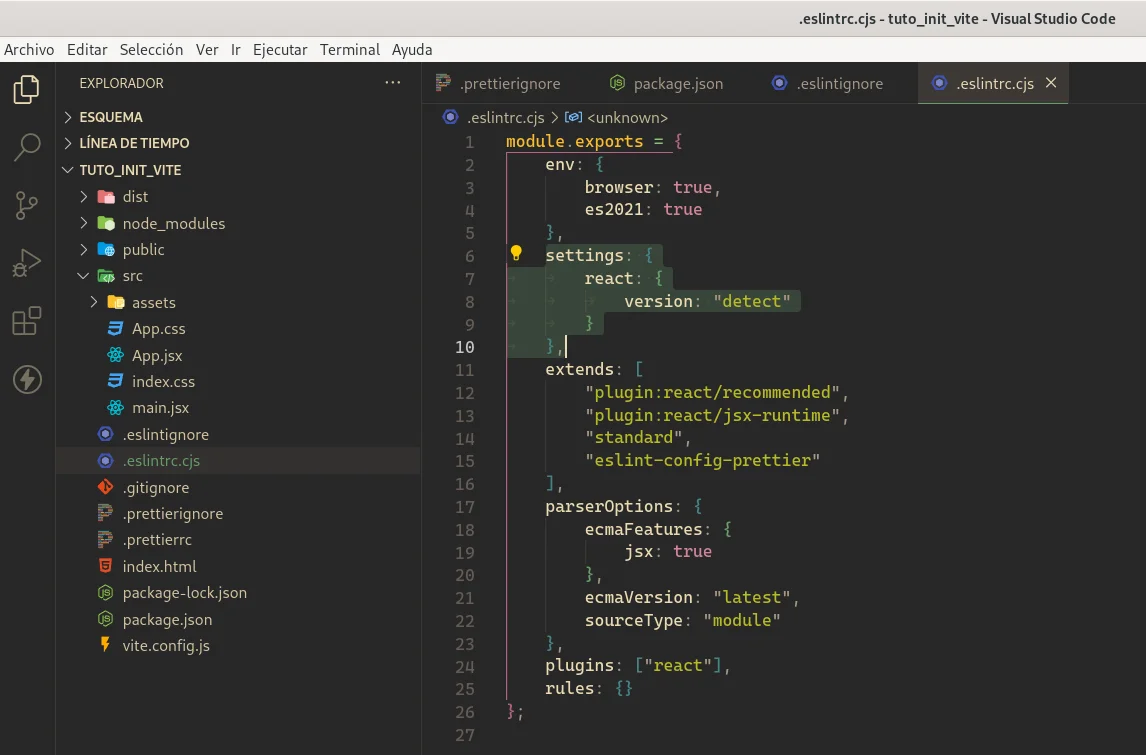 .eslintrc.cjs - tuto_init_vite - Visual Studio Code
Archivo Editar Selección Ver Ir Ejecutar Terminal Ayuda
EXPLORADOR ...
ESQUEMA
LÍNEA DE TIEMPO
TUTO_INIT_VITE
dist
node_modules
public
src
assets
App.css
App.jsx
index.css
main.jsx
.eslintignore
.eslintrc.cjs
.gitignore
.prettierignore
.prettierrc
index.html
package-lock.json
package.json
vite.config.js
.prettierignore package.json .eslintignore .eslintrc.cjs
.eslintrc.cjs > <unknown>
1 module.exports = {
2 env: {
3 browser: true,
4 es2021: true
5 },
6 settings: {
7 react: {
8 version: "detect"
9 }
10 },
11 extends: [
12 "plugin:react/recommended",
13 "plugin:react/jsx-runtime",
14 "standard",
15 "eslint-config-prettier"
16 ],
17 parserOptions: {
18 ecmaFeatures: {
19 jsx: true
20 },
21 ecmaVersion: "latest",
22 sourceType: "module"
23 },
24 plugins: ["react"],
25 rules: {}
26 };
27